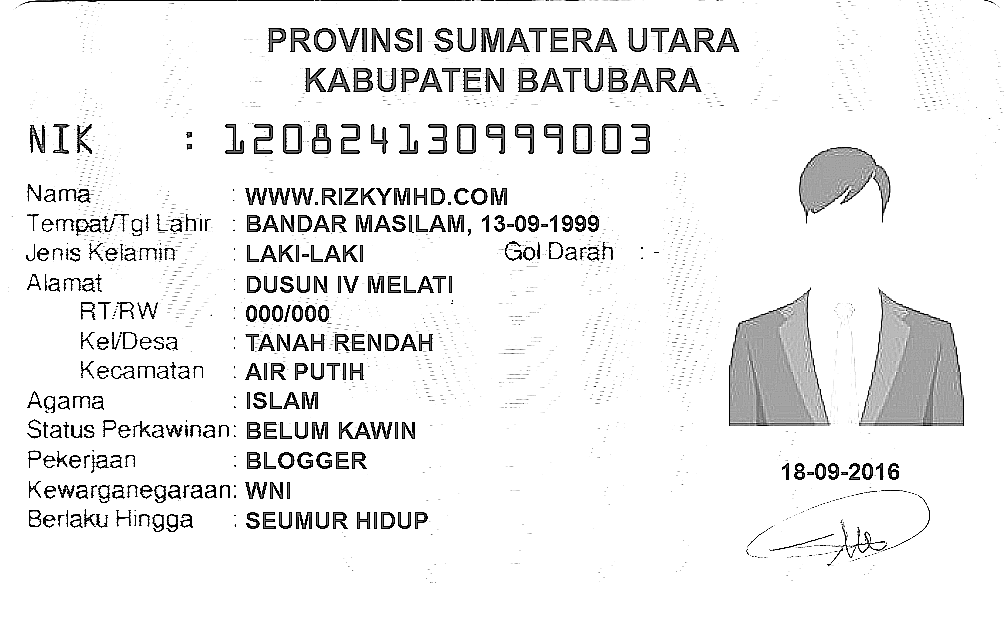 PROVINSI SUMATERA UTARA
KABUPATEN BATUBARA
NIK : 1208241309999003
Nama : WWW.RIZKYMHD.COM
Tempat/Tgl Lahir : BANDAR MASILAM, 13-09-1999
Jenis Kelamin : LAKI-LAKI Gol Darah : -
Alamat : DUSUN IV MELATI
RT/RW : 000/000
Kel/Desa : TANAH RENDAH
Kecamatan : AIR PUTIH
Agama : ISLAM
Status Perkawinan: BELUM KAWIN
Pekerjaan : BLOGGER
Kewarganegaraan: WNI
Berlaku Hingga : SEUMUR HIDUP
18-09-2016